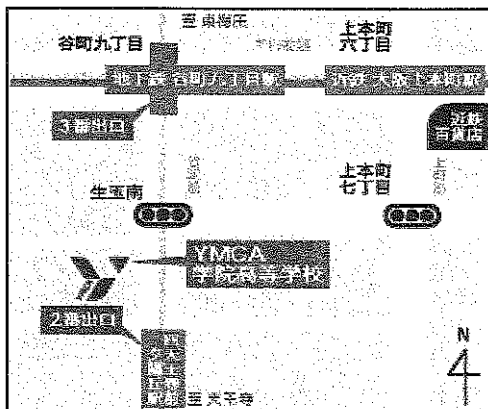 至 東梅田
谷町九丁目
上本町
六丁目
地下鉄 谷町九丁目駅
近鉄 大阪上本町駅
3番出口
近鉄
百貨店
生玉南
上本町
七丁目
YMCA
学院高等学校
2番出口
四天王寺前
夕陽丘駅
至 天王寺
N